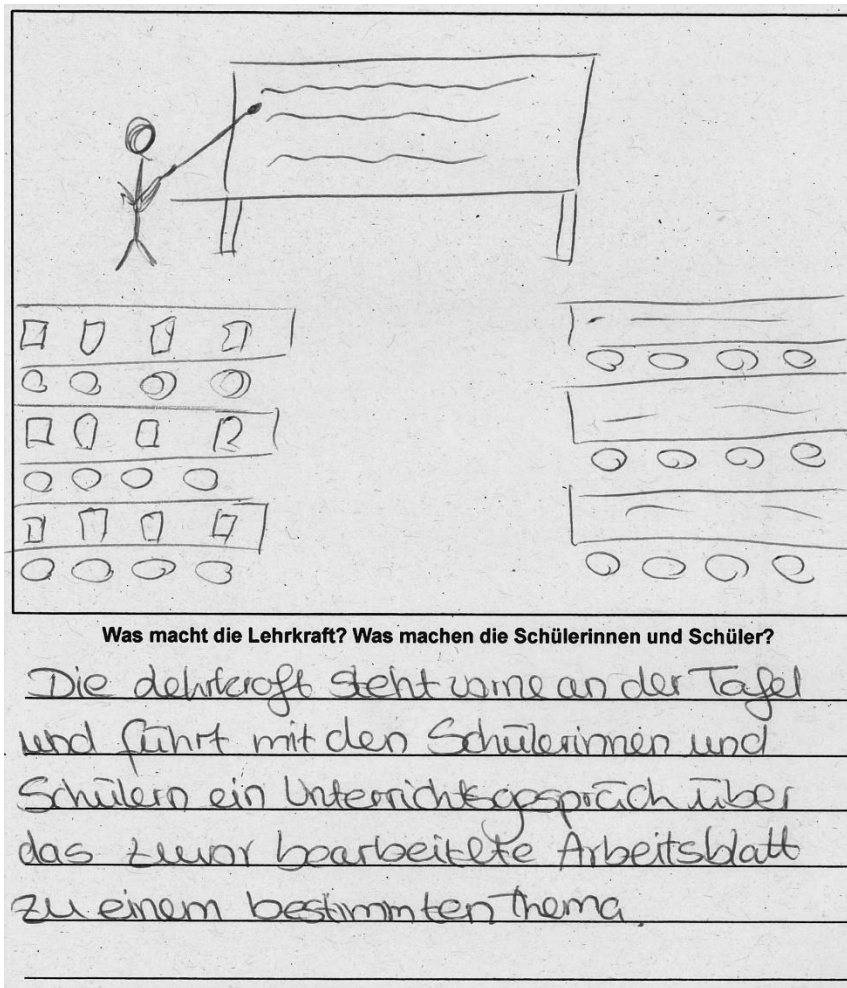 Was macht die Lehrkraft? Was machen die Schülerinnen und Schüler?
Die Lehrkraft steht vorne an der Tafel
und führt mit den Schülerinnen und
Schülern ein Unterrichtsgespräch über
das zuvor bearbeitete Arbeitsblatt
zu einem bestimmten Thema.